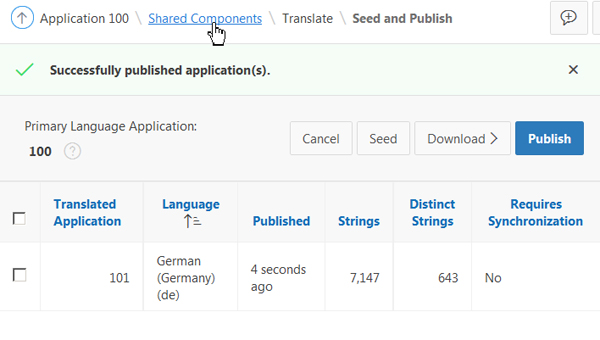 Application 100 \ Shared Components \ Translate \ Seed and Publish
Successfully published application(s).
Primary Language Application:
100
Cancel Seed Download Publish
Translated Application Language Published Strings Distinct Strings Requires Synchronization
101 German (Germany) (de) 4 seconds ago 7,147 643 No